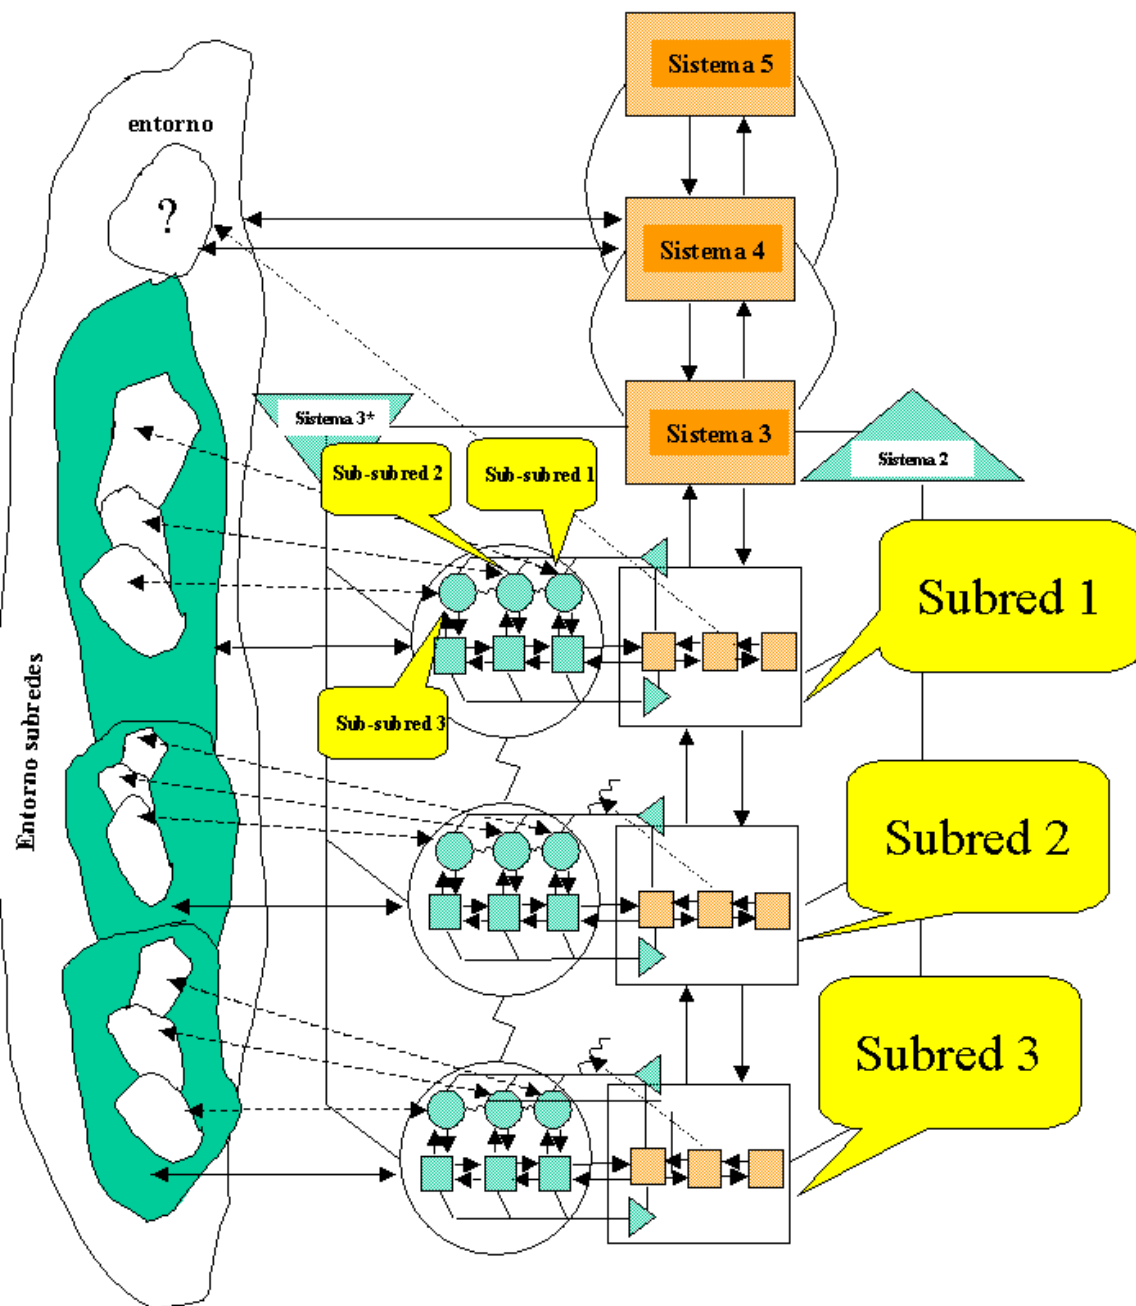 Sistema 5
entorno
?
Sistema 4
Sistema 3*
Sistema 3
Sistema 2
Sub-subred 2
Sub-subred 1
Subred 1
Sub-subred 3
Entorno subredes
Subred 2
Subred 3